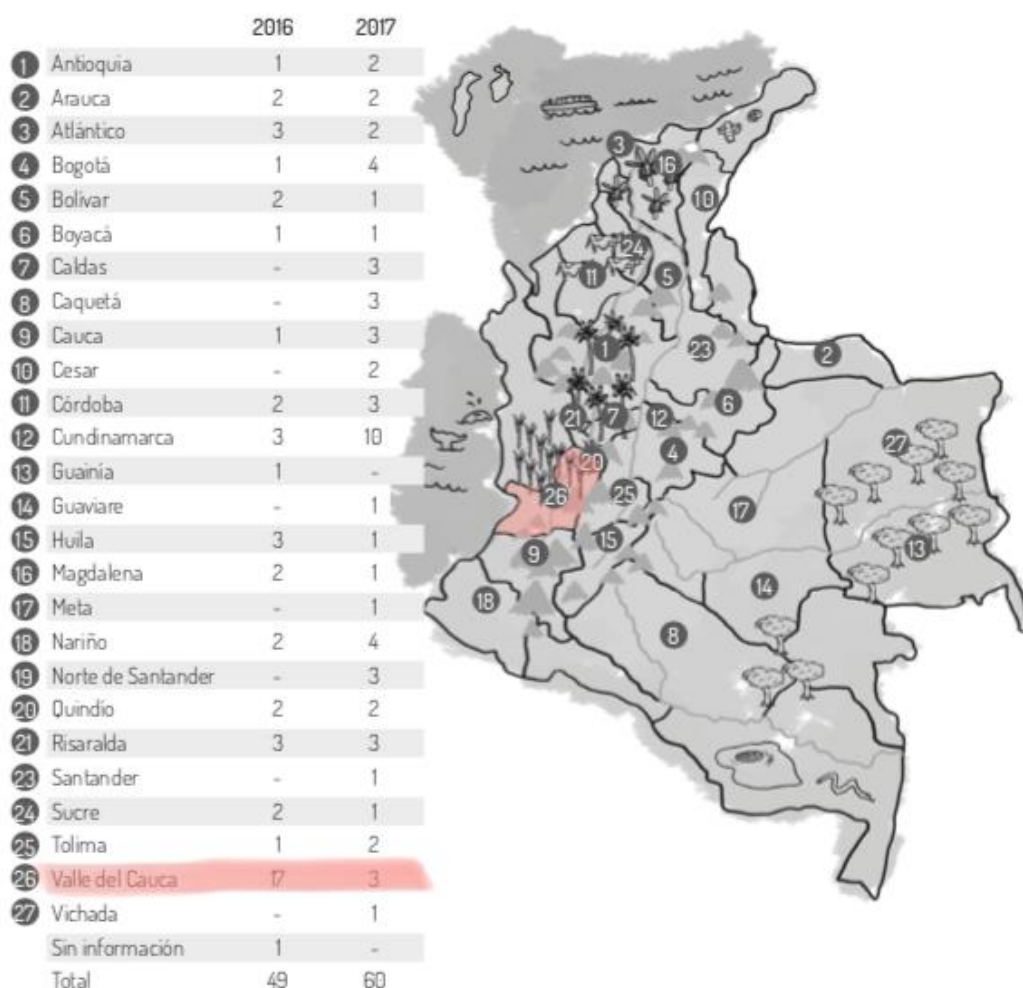 2016 2017
1 Antioquia 1 2
2 Arauca 2 2
3 Atlántico 3 2
4 Bogotá 1 4
5 Bolívar 2 1
6 Boyacá 1 1
7 Caldas - 3
8 Caquetá - 3
9 Cauca 1 3
10 Cesar - 2
11 Córdoba 2 3
12 Cundinamarca 3 10
13 Guainía 1 -
14 Guaviare - 1
15 Huila 3 1
16 Magdalena 2 1
17 Meta - 1
18 Nariño 2 4
19 Norte de Santander - 3
20 Quindío 2 2
21 Risaralda 3 3
23 Santander - 1
24 Sucre 2 1
25 Tolima 1 2
26 Valle del Cauca 17 3
27 Vichada - 1
Sin información 1 -
Total 49 60
3
16
10
24
11
5
1
23
2
6
21
7
12
4
27
20
26
25
17
9
15
13
14
18
8